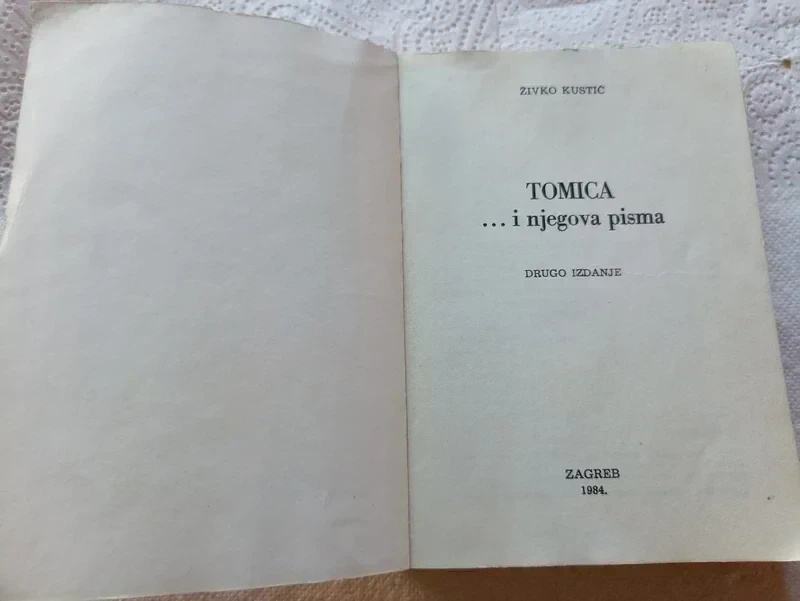 ŽIVKO KUSTIĆ
TOMICA
... i njegova pisma
DRUGO IZDANJE
ZAGREB
1984.